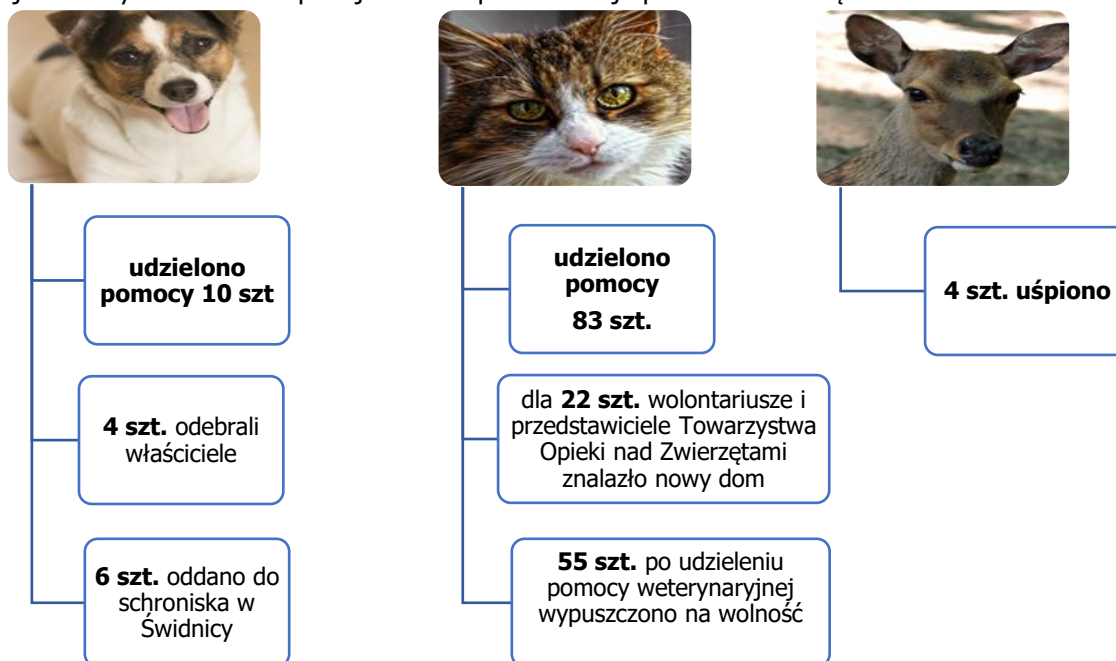 udzielono
pomocy 10 szt
4 szt. odebrali
właściciele
6 szt. oddano do
schroniska w
Świdnicy
udzielono
pomocy
83 szt.
dla 22 szt. wolontariusze i
przedstawiciele Towarzystwa
Opieki nad Zwierzętami
znalazło nowy dom
55 szt. po udzieleniu
pomocy weterynaryjnej
wypuszczono na wolność
4 szt. uśpiono